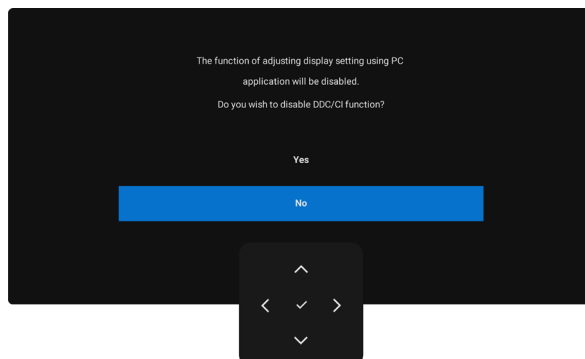 The function of adjusting display setting using PC
application will be disabled.
Do you wish to disable DDC/CI function?
Yes
No